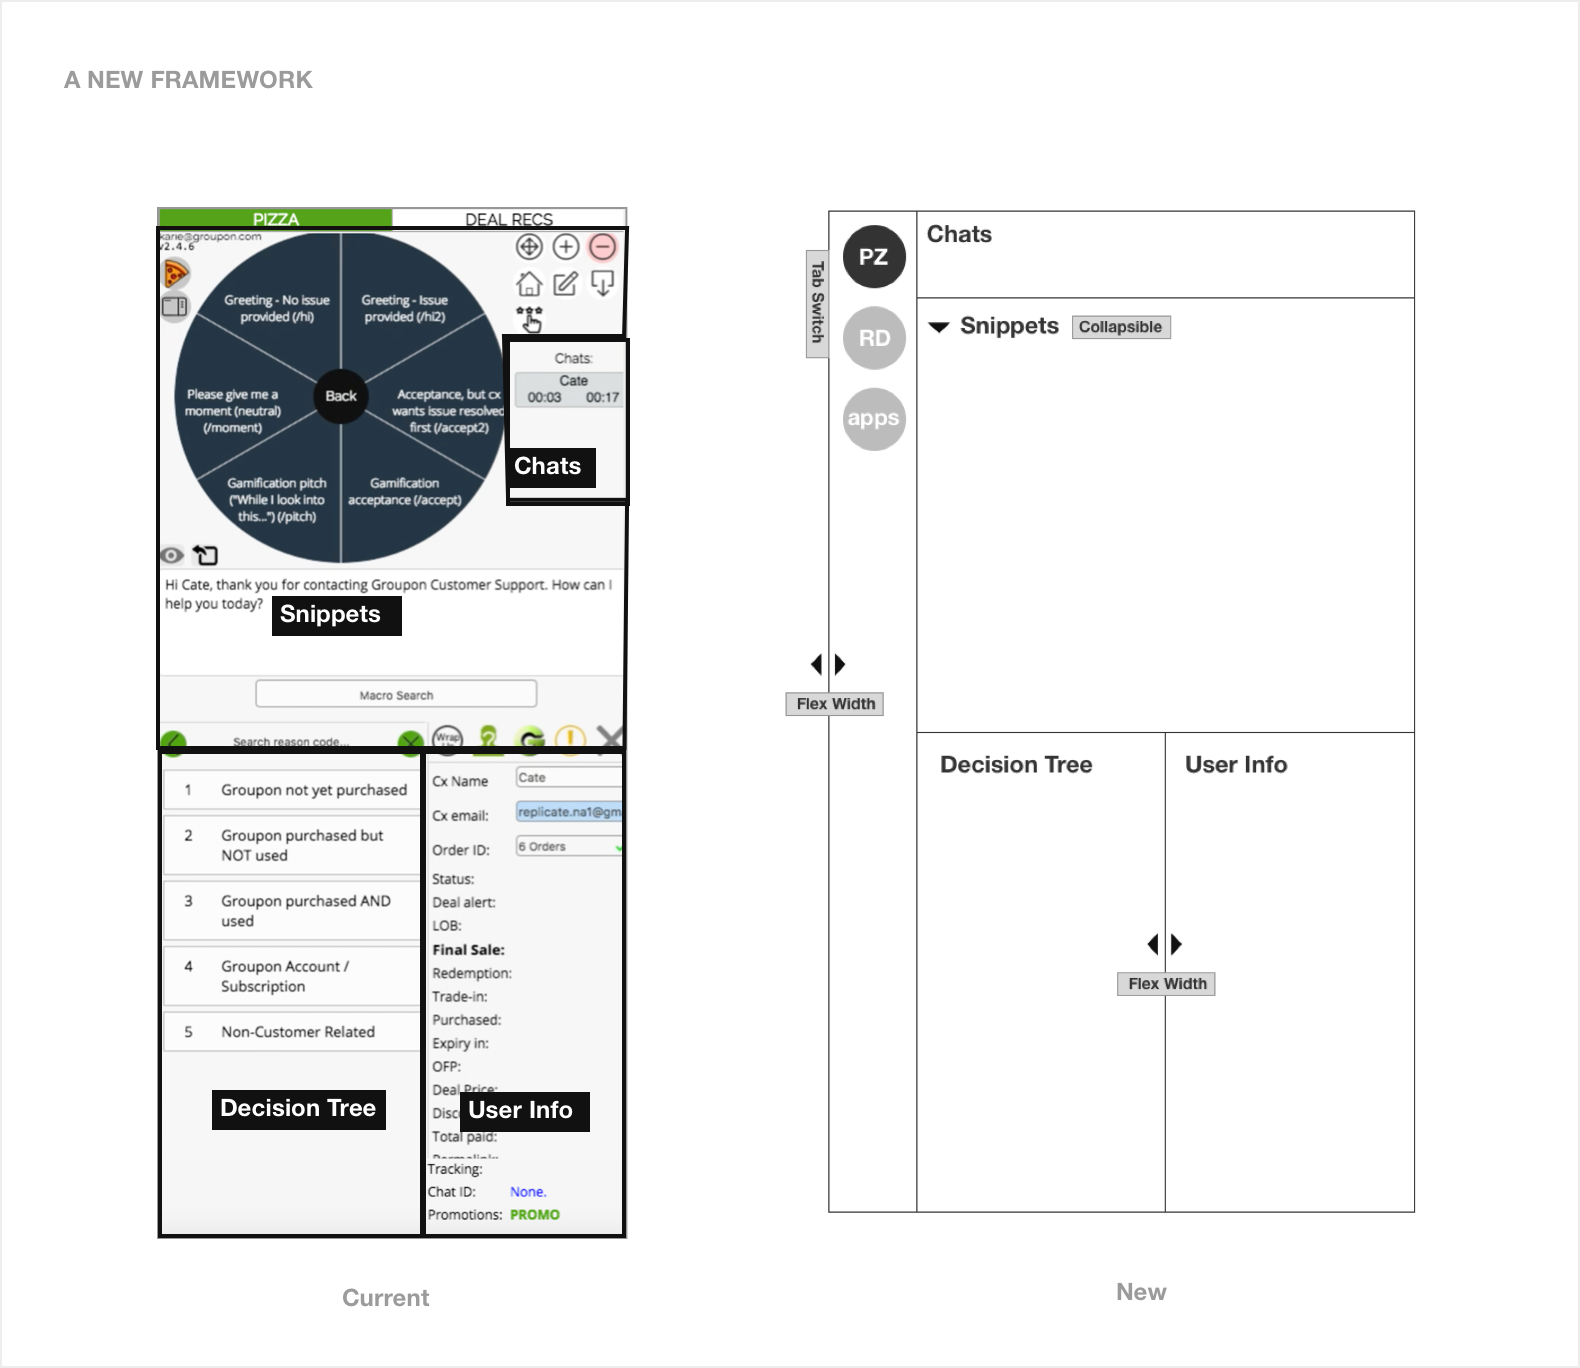 A NEW FRAMEWORK
PIZZA
DEAL RECS
karie@groupon.com
v2.4.6
Greeting - No issue
provided (/hi)
Greeting - Issue
provided (/hi2)
Please give me a
moment (neutral)
(/moment)
Back
Acceptance, but cx
wants issue resolved
first (/accept2)
Gamification pitch
("While I look into
this...") (/pitch)
Gamification
acceptance (/accept)
Chats:
Cate
00:03 00:17
Chats
Hi Cate, thank you for contacting Groupon Customer Support. How can I
help you today?
Snippets
Macro Search
Search reason code...
Wrap
1 Groupon not yet purchased
2 Groupon purchased but
NOT used
3 Groupon purchased AND
used
4 Groupon Account /
Subscription
5 Non-Customer Related
Decision Tree
Cx Name Cate
Cx email: replicate.na1@gm
Order ID: 6 Orders
Status:
Deal alert:
LOB:
Final Sale:
Redemption:
Trade-in:
Purchased:
Expiry in:
OFP:
Deal Price:
User Info
Total paid:
Tracking:
Chat ID: None.
Promotions: PROMO
Current
Tab Switch
PZ
RD
apps
Chats
Snippets Collapsible
Flex Width
Decision Tree
User Info
Flex Width
New